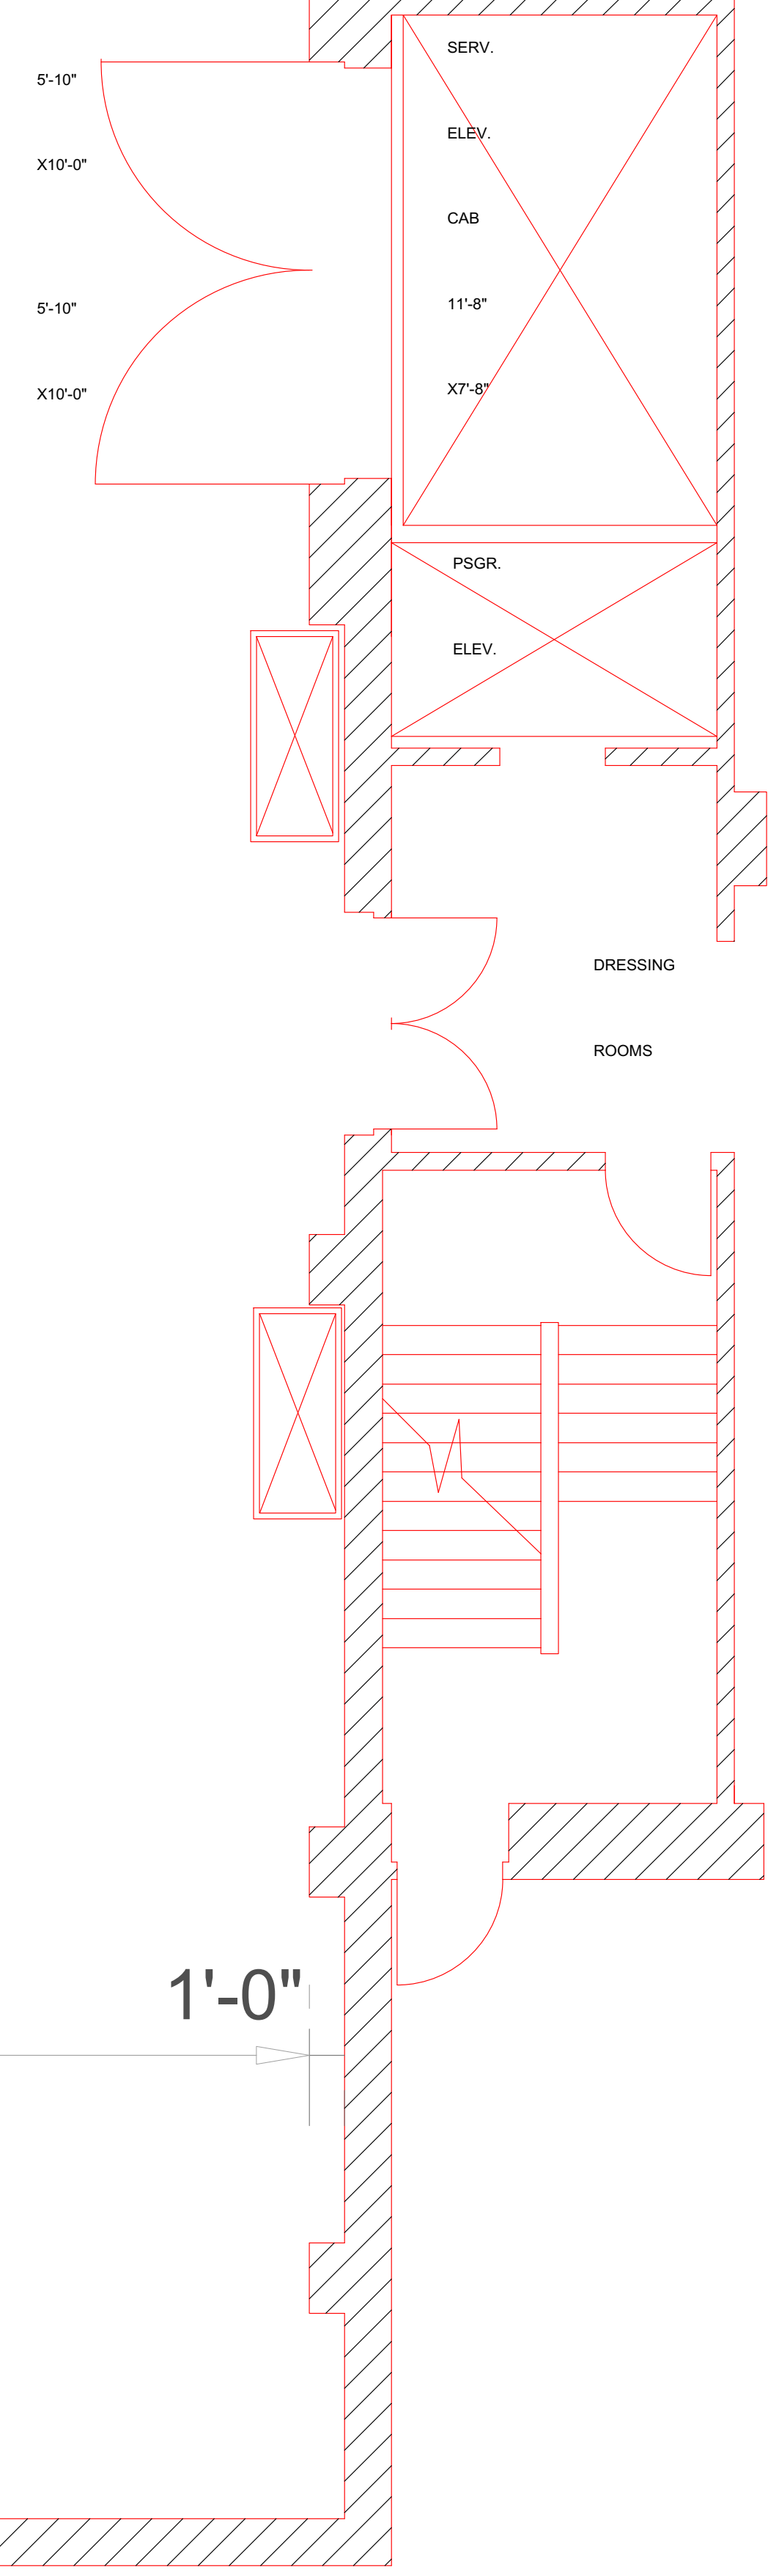 SERV.
ELEV.
CAB
11'-8"
X7'-8"
5'-10"
X10'-0"
5'-10"
X10'-0"
PSGR.
ELEV.
DRESSING
ROOMS
1'-0"